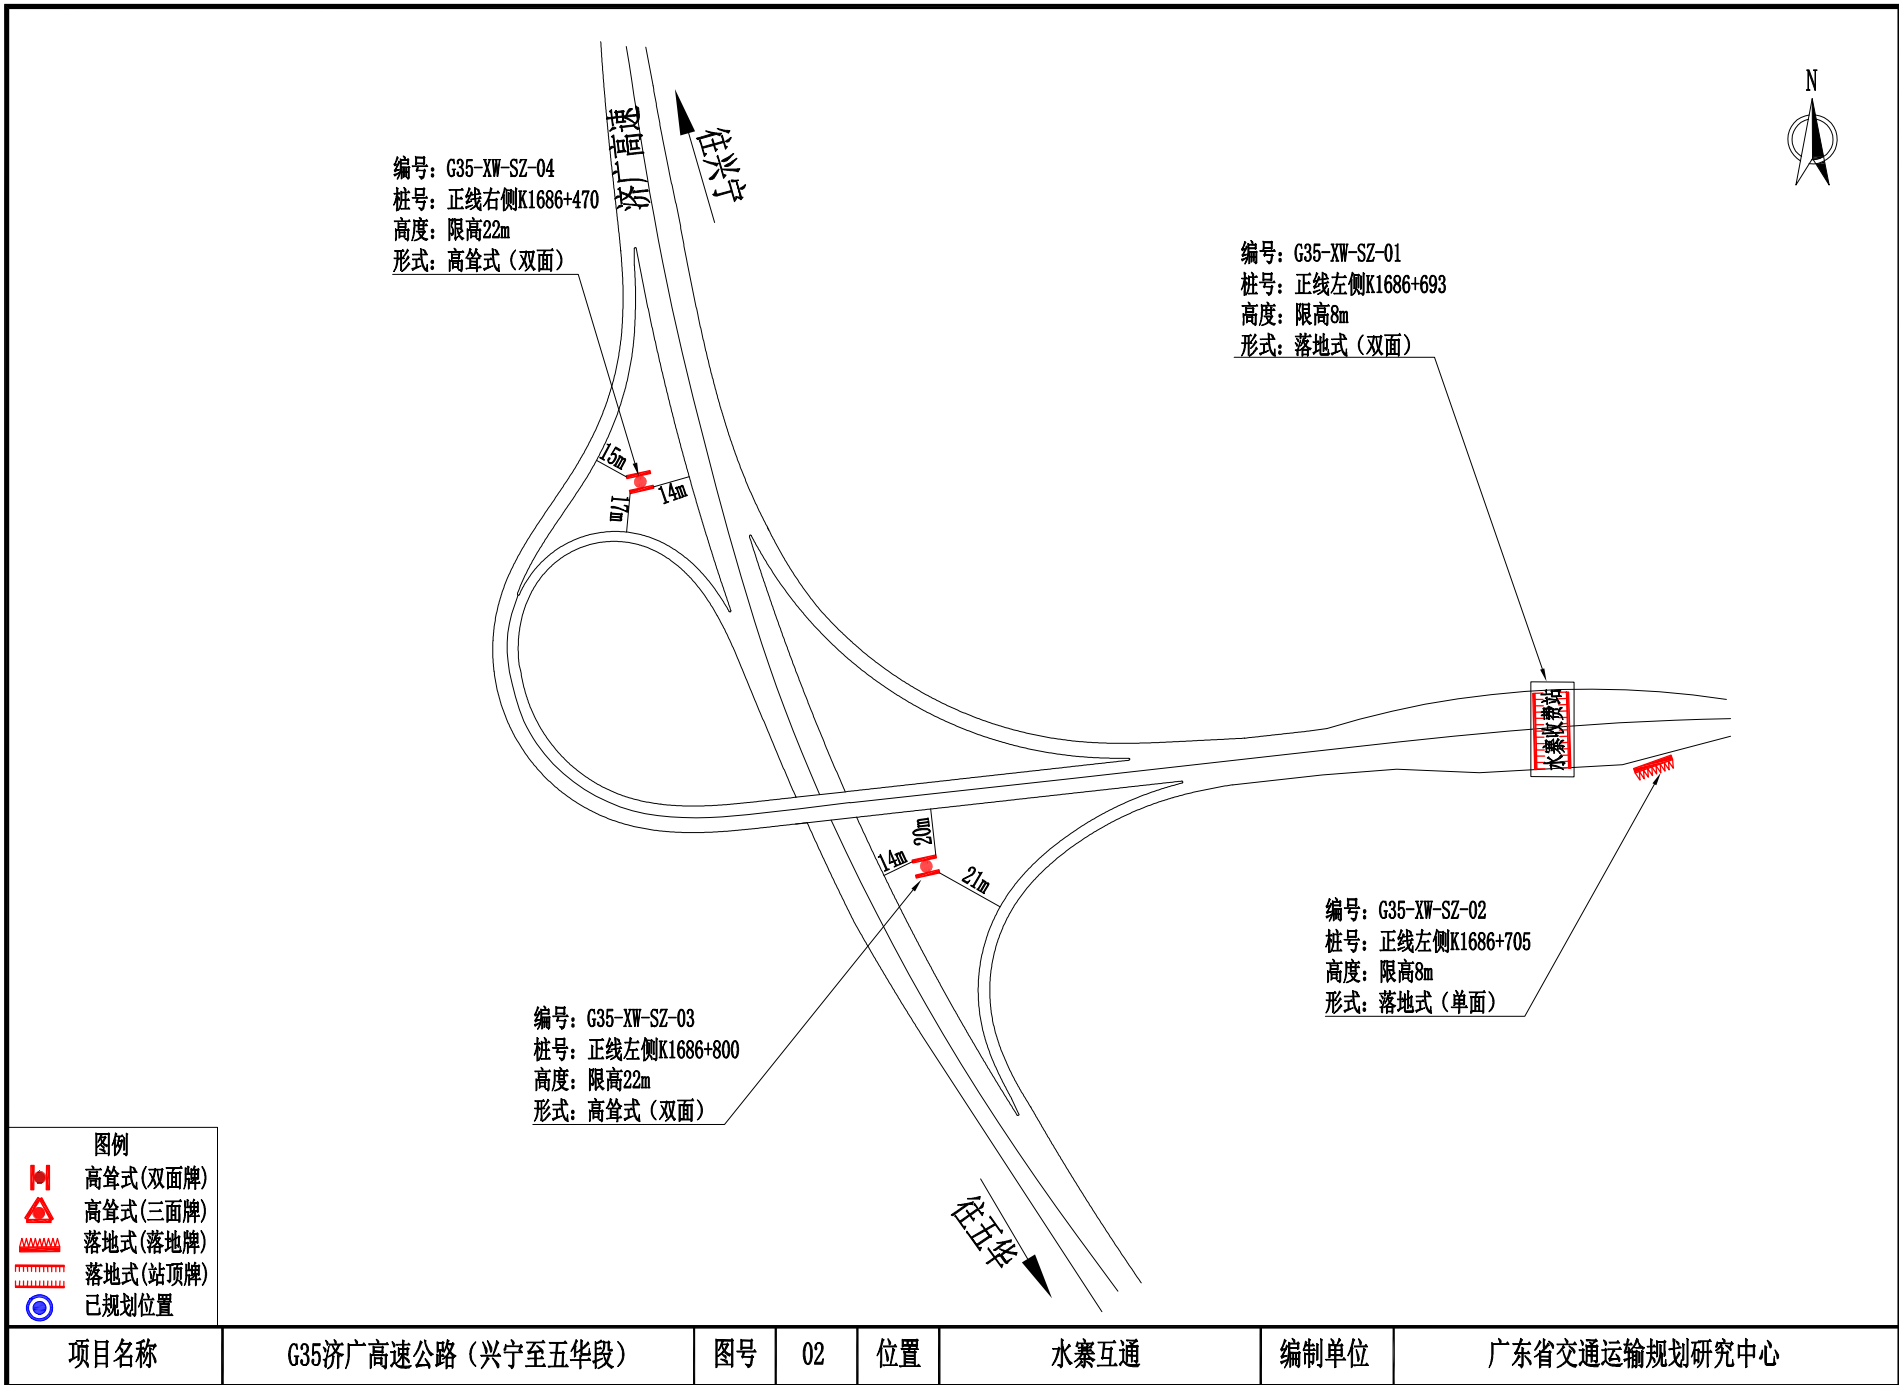 N
济广高速
往兴宁
编号：G35-XW-SZ-04
桩号：正线右侧K1686+470
高度：限高22m
形式：高耸式（双面）
编号：G35-XW-SZ-01
桩号：正线左侧K1686+693
高度：限高8m
形式：落地式（双面）
15m
14m
17m
水寨收费站
20m
14m
21m
编号：G35-XW-SZ-02
桩号：正线左侧K1686+705
高度：限高8m
形式：落地式（单面）
编号：G35-XW-SZ-03
桩号：正线左侧K1686+800
高度：限高22m
形式：高耸式（双面）
往五华
图例
高耸式(双面牌)
高耸式(三面牌)
落地式(落地牌)
落地式(站顶牌)
已规划位置
项目名称 G35济广高速公路（兴宁至五华段） 图号 02 位置 水寨互通 编制单位 广东省交通运输规划研究中心